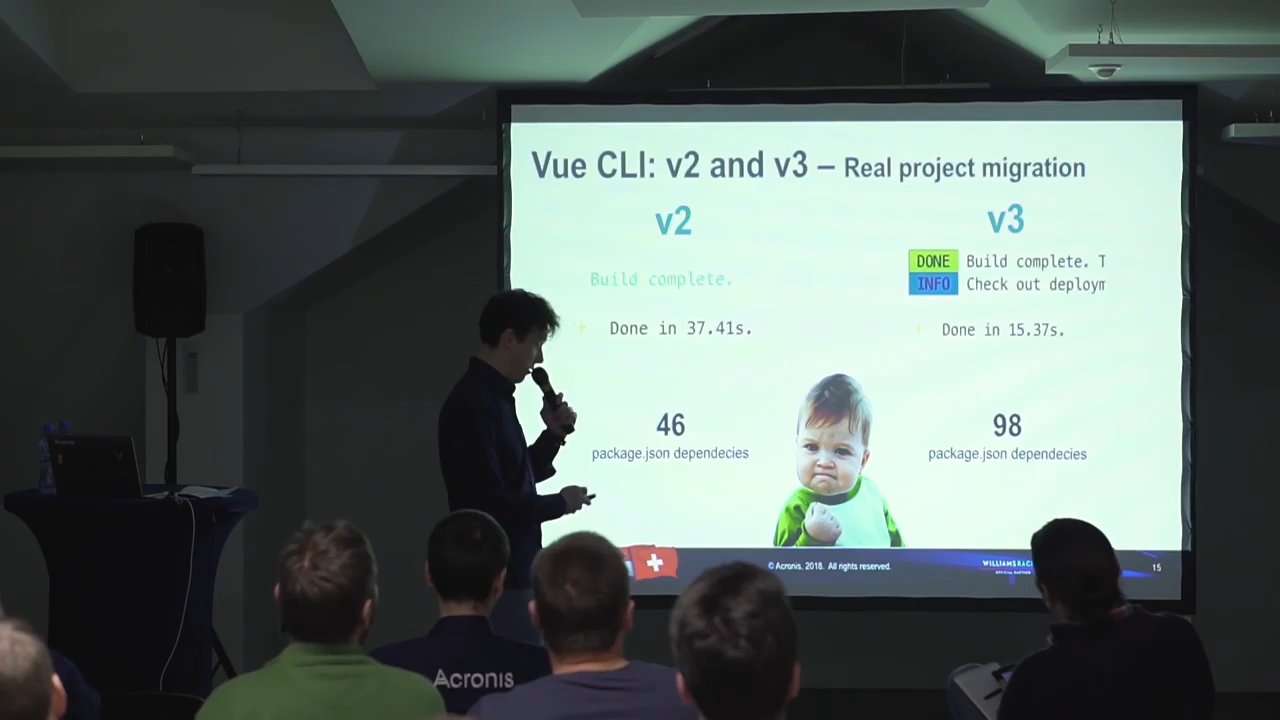 Vue CLI: v2 and v3 – Real project migration
v2
Build complete.
Done in 37.41s.
46
package.json dependecies
v3
DONE Build complete. T
INFO Check out deploym
Done in 15.37s.
98
package.json dependecies
© Acronis, 2018. All rights reserved.
WILLIAMS
15
Acronis
Acronis